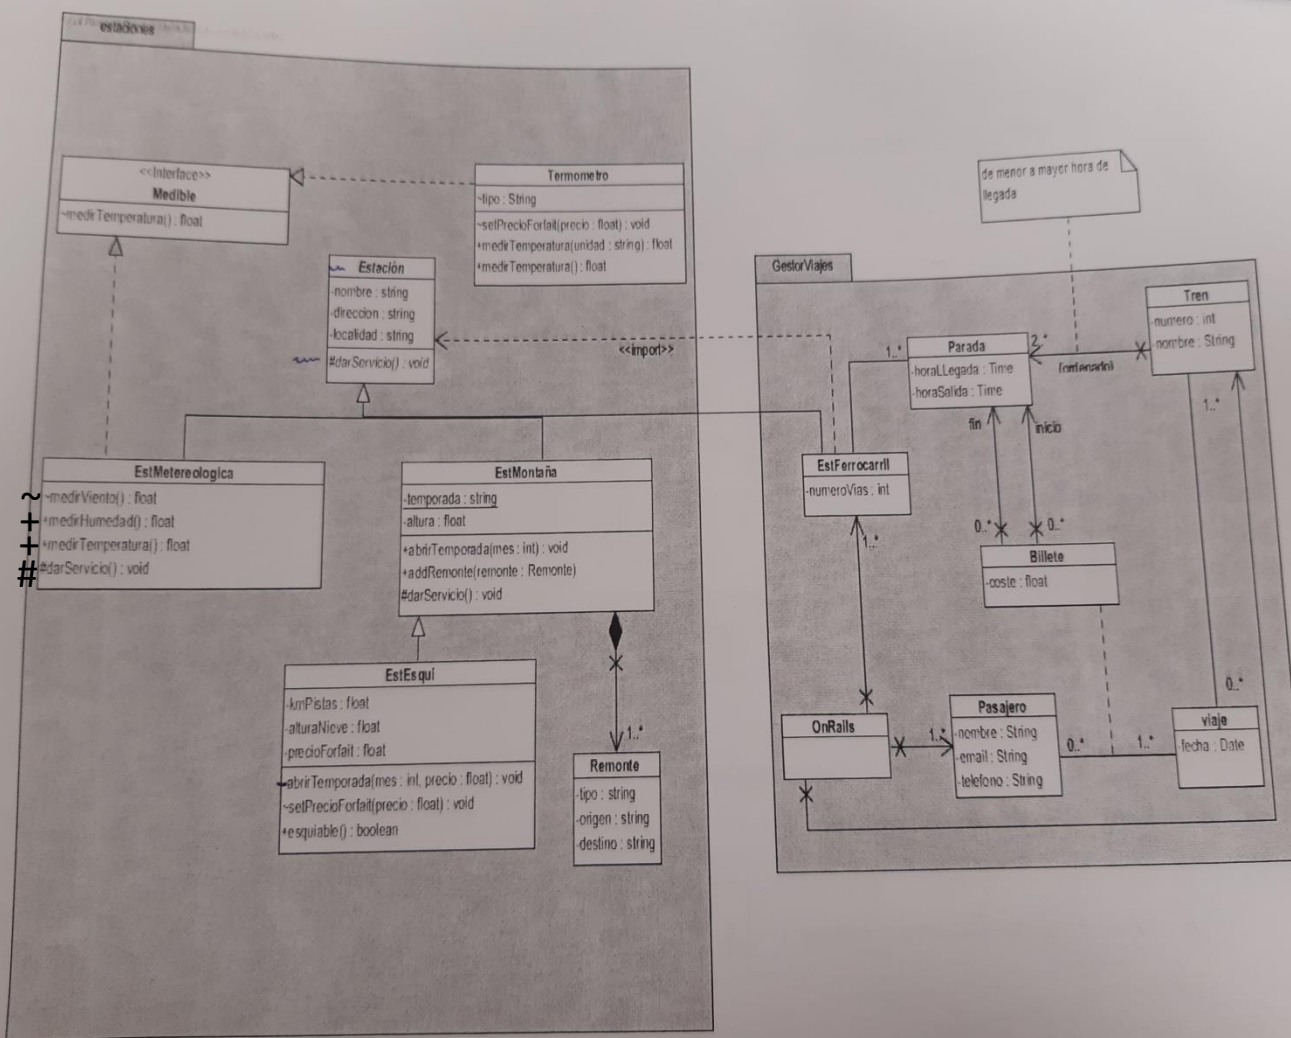 estaciones
<<Interface>>
Medible
~medirTemperatura() : float
Termometro
~tipo : String
~setPrecioForfait(precio : float) : void
+medirTemperatura(unidad : string) : float
+medirTemperatura() : float
Estación
-nombre : string
-direccion : string
-localidad : string
#darServicio() : void
<<import>>
EstMetereologica
~ ~medirViento() : float
+ +medirHumedad() : float
+ +medirTemperatura() : float
# #darServicio() : void
EstMontaña
-temporada : string
-altura : float
+abrirTemporada(mes : int) : void
+addRemonte(remonte : Remonte)
#darServicio() : void
EstEsquí
-kmPistas : float
-alturaNieve : float
-precioForfait : float
-abrirTemporada(mes : int, precio : float) : void
~setPrecioForfait(precio : float) : void
+esquiable() : boolean
1..*
Remonte
-tipo : string
-origen : string
-destino : string
de menor a mayor hora de
llegada
GestorViajes
Tren
-numero : int
-nombre : String
1..*
Parada
2..*
-horaLLegada : Time
-horaSalida : Time
{ordenado}
1..*
fin
inicio
EstFerrocarril
-numeroVias : int
1..*
0..*
0..*
Billete
-coste : float
OnRails
1..*
Pasajero
-nombre : String
-email : String
-telefono : String
0..*
1..*
0..*
viaje
-fecha : Date